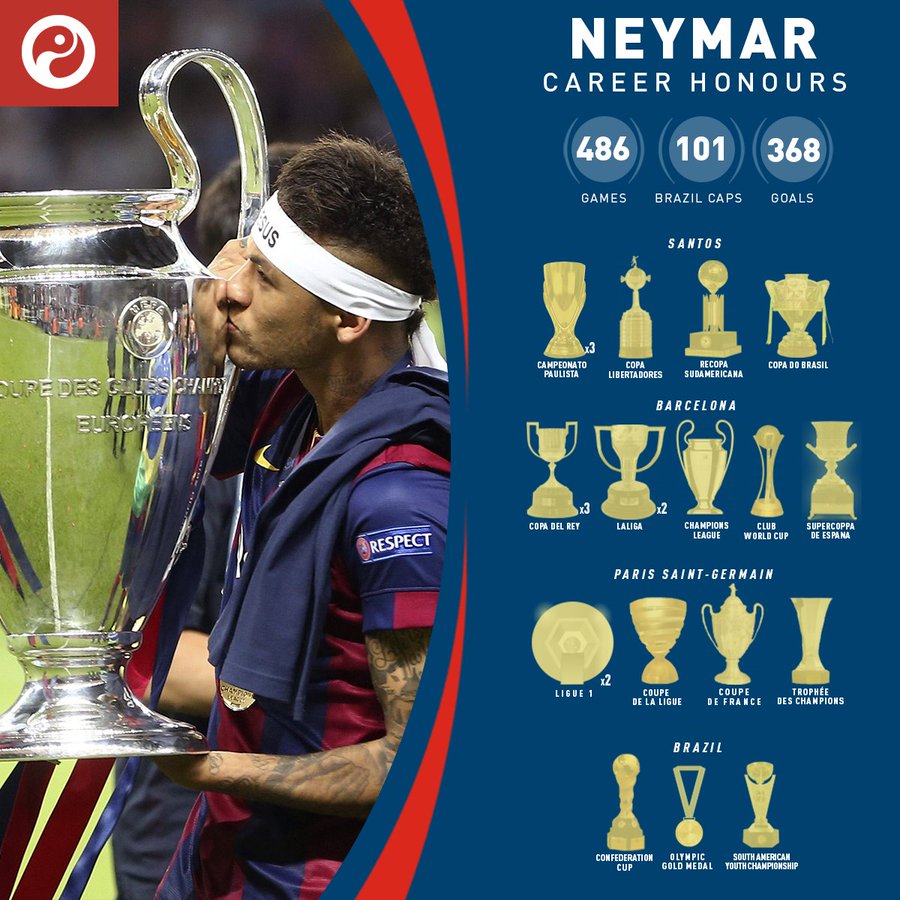 NEYMAR
CAREER HONOURS
486
101
368
GAMES
BRAZIL CAPS
GOALS
SANTOS
x3
CAMPEONATO
PAULISTA
COPA
LIBERTADORES
RECOPA
SUDAMERICANA
COPA DO BRASIL
BARCELONA
x3
COPA DEL REY
x2
LALIGA
CHAMPIONS
LEAGUE
CLUB
WORLD CUP
SUPERCOPPA
DE ESPANA
PARIS SAINT-GERMAIN
x2
LIGUE 1
COUPE
DE LA LIGUE
COUPE
DE FRANCE
TROPHÉE
DES CHAMPIONS
BRAZIL
CONFEDERATION
CUP
OLYMPIC
GOLD MEDAL
SOUTH AMERICAN
YOUTH CHAMPIONSHIP
SUS
UEFA
COUPE DES CLUBS CHAMP
EUROPÉENS
RESPECT